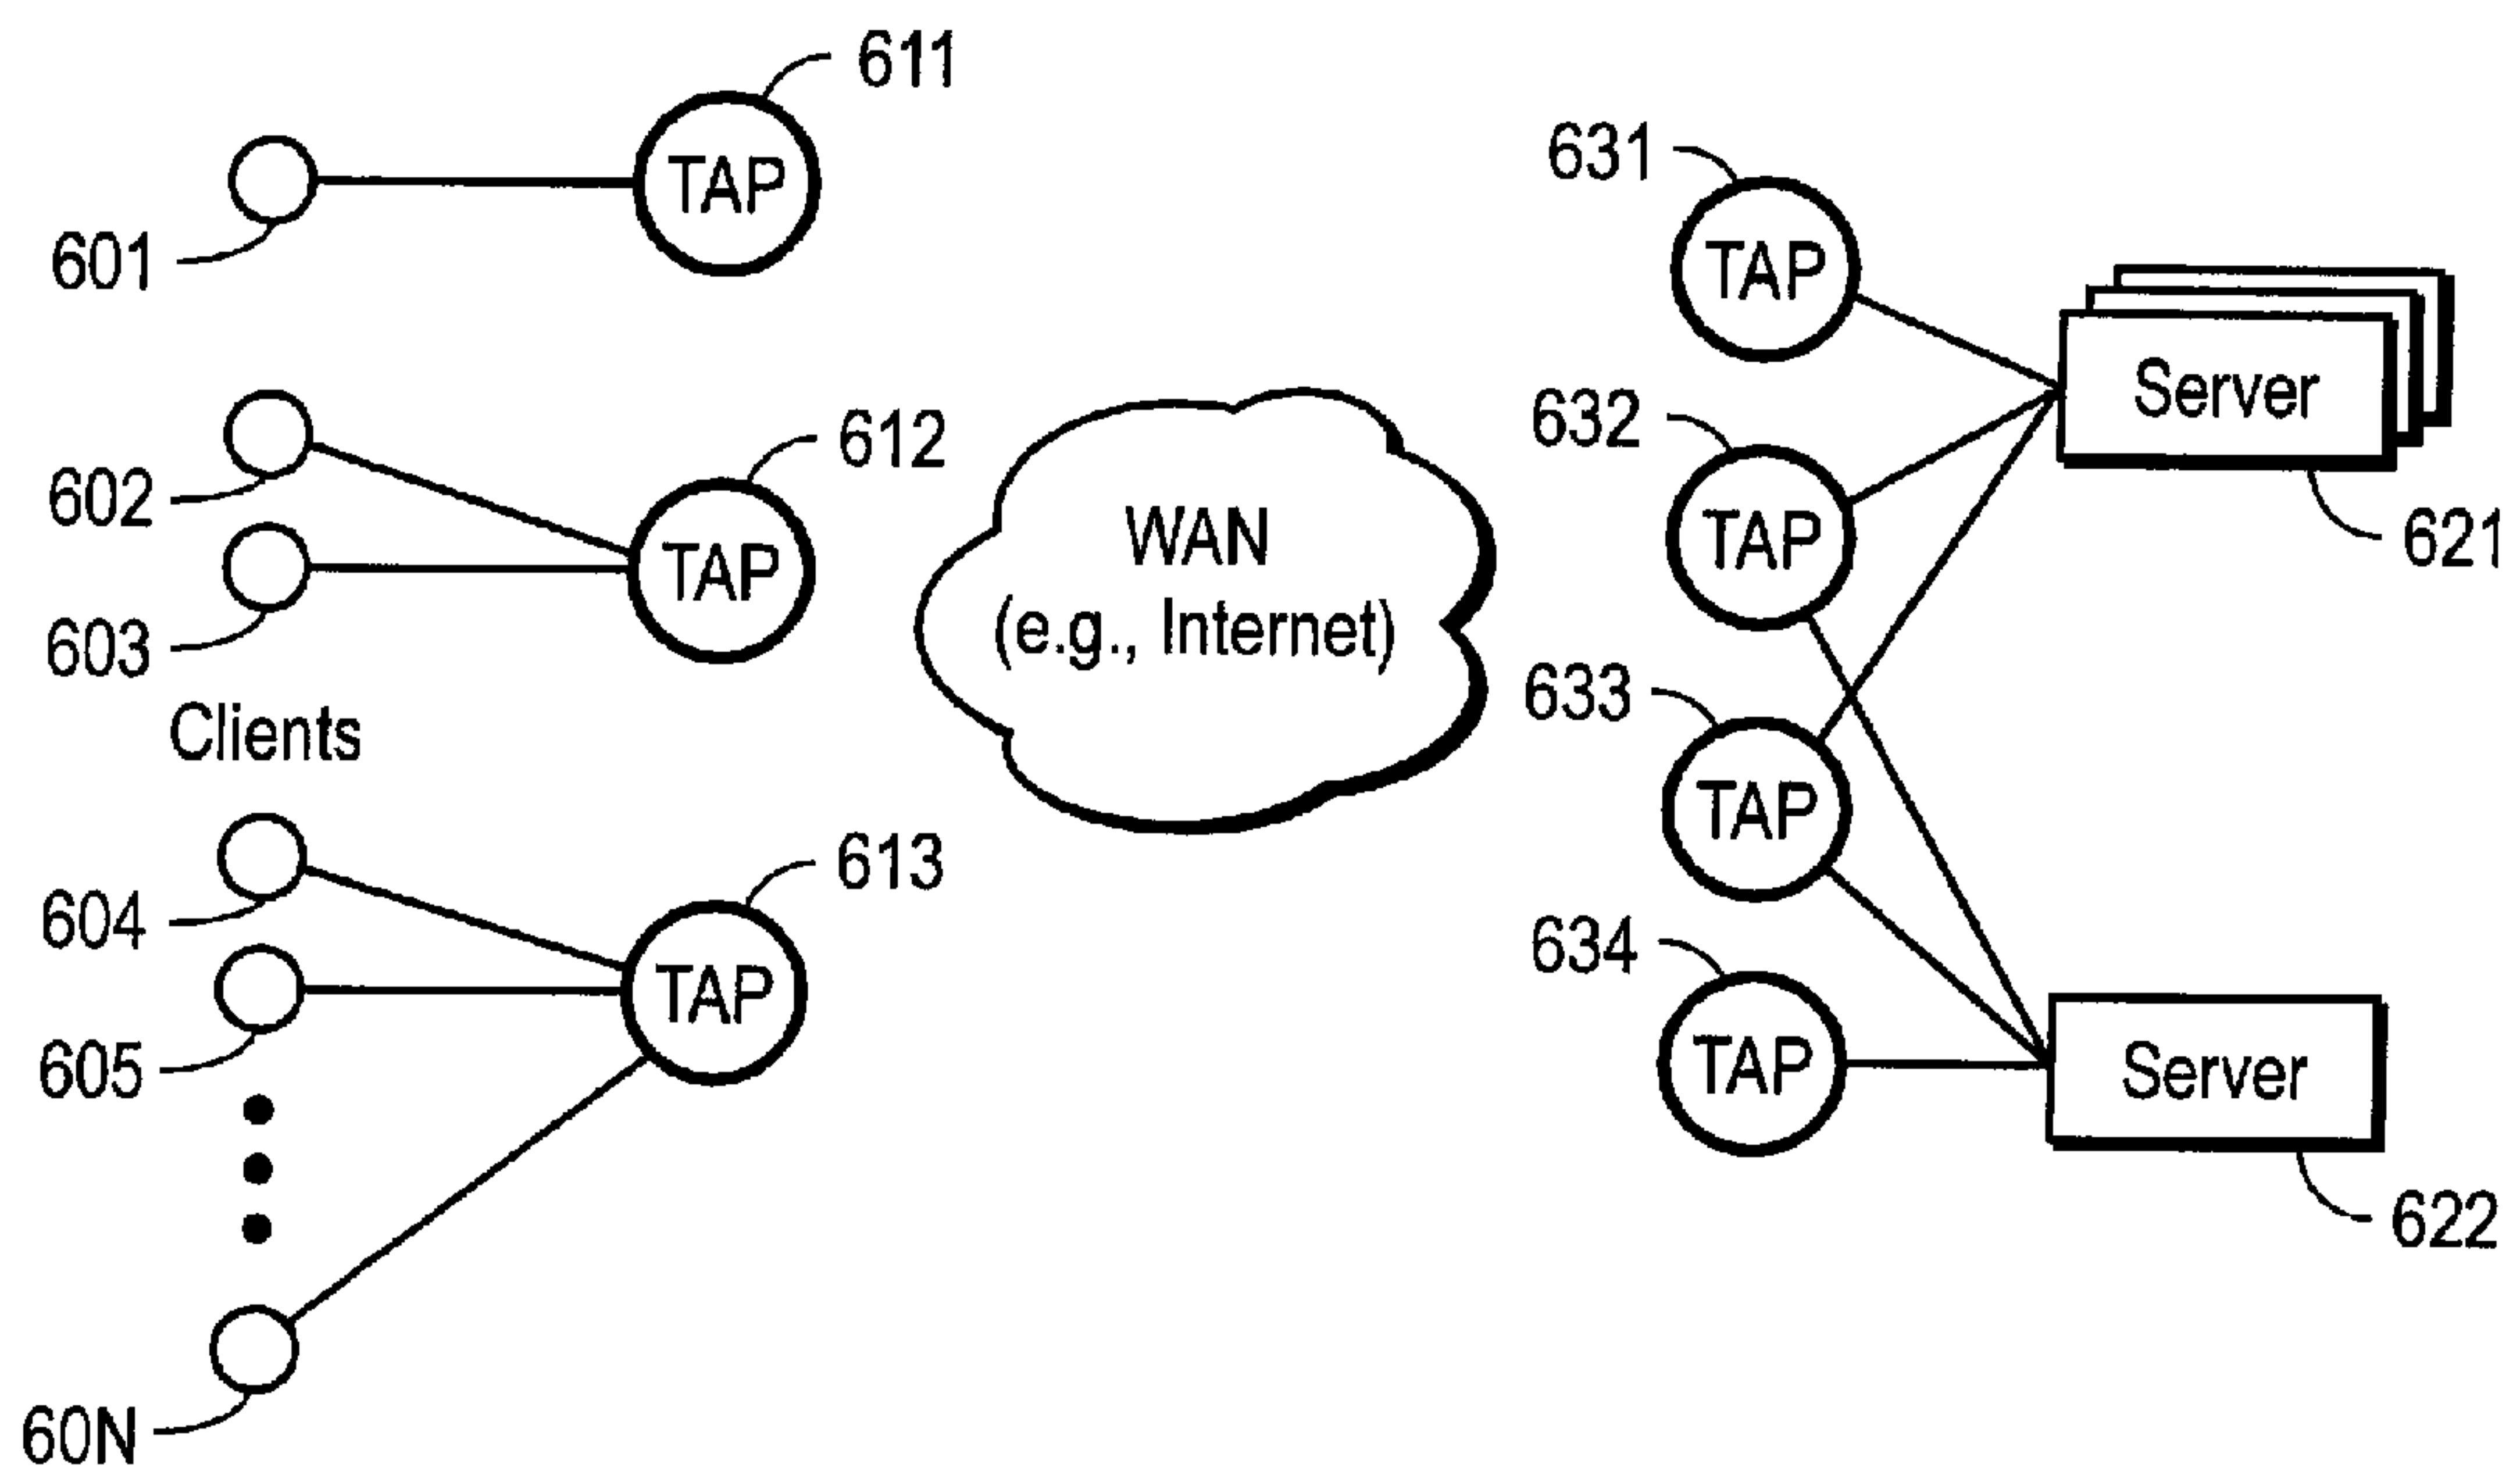 611
TAP
601
602
612
TAP
603
Clients
604
613
TAP
605
60N
WAN
(e.g., Internet)
631
TAP
632
TAP
633
TAP
634
TAP
Server
621
Server
622